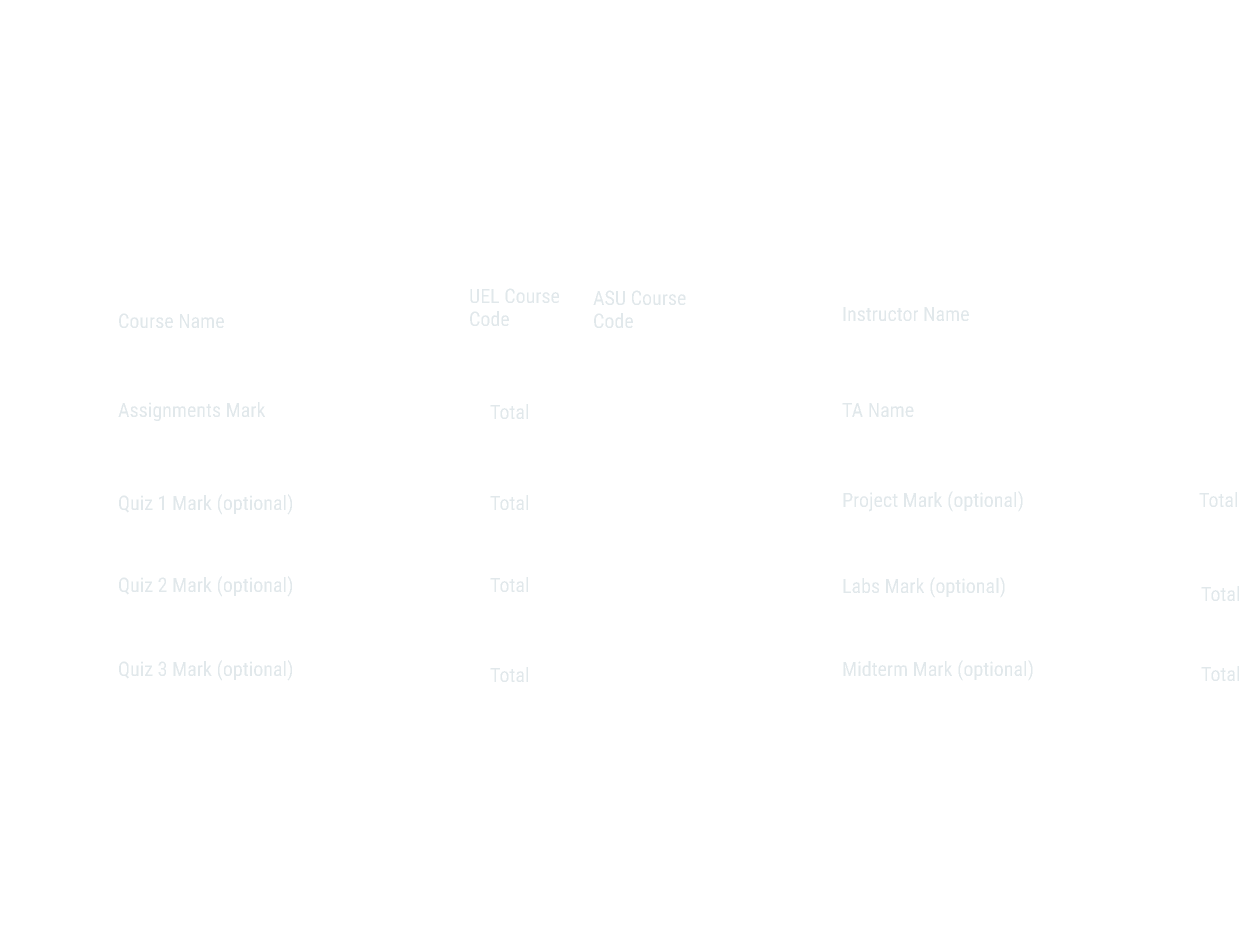 UEL Course
Code
ASU Course
Code
Course Name
Instructor Name
Assignments Mark
Total
TA Name
Quiz 1 Mark (optional)
Total
Project Mark (optional)
Total
Quiz 2 Mark (optional)
Total
Labs Mark (optional)
Total
Quiz 3 Mark (optional)
Total
Midterm Mark (optional)
Total